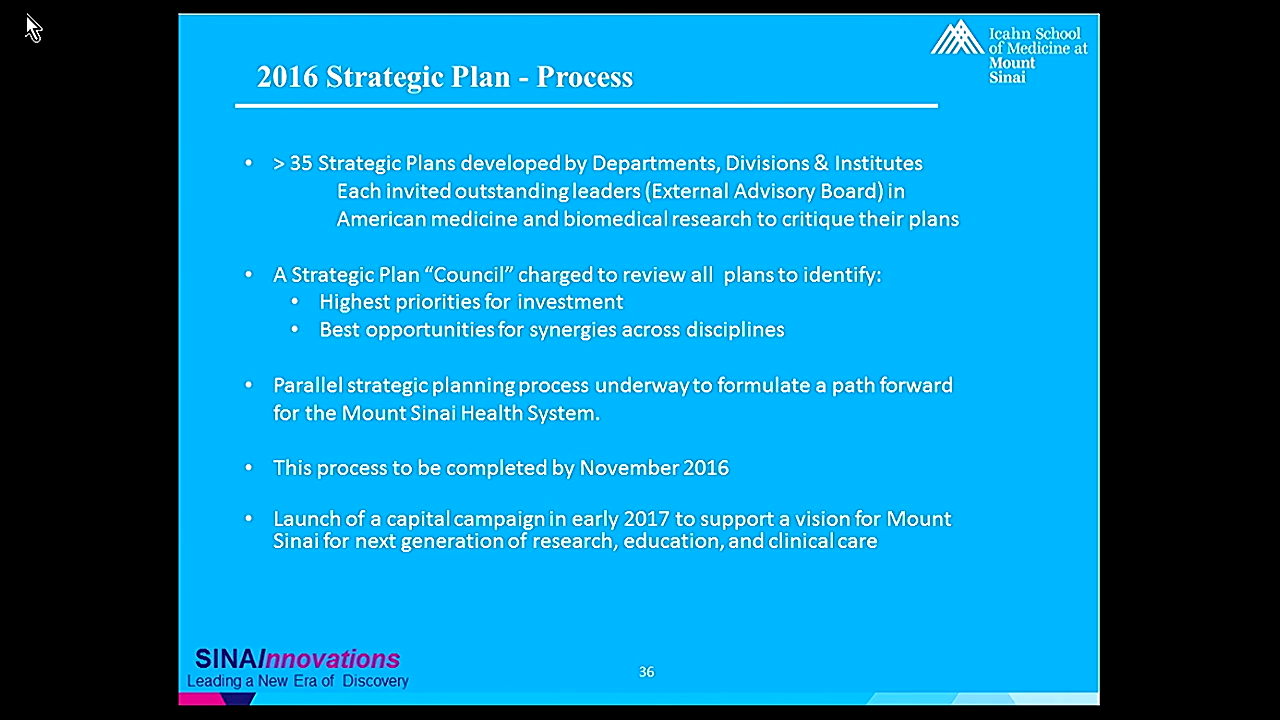 Icahn School
of Medicine at
Mount
Sinai
2016 Strategic Plan - Process
• > 35 Strategic Plans developed by Departments, Divisions & Institutes
Each invited outstanding leaders (External Advisory Board) in
American medicine and biomedical research to critique their plans
• A Strategic Plan “Council” charged to review all plans to identify:
• Highest priorities for investment
• Best opportunities for synergies across disciplines
• Parallel strategic planning process underway to formulate a path forward
for the Mount Sinai Health System.
• This process to be completed by November 2016
• Launch of a capital campaign in early 2017 to support a vision for Mount
Sinai for next generation of research, education, and clinical care
SINAInnovations
Leading a New Era of Discovery
36